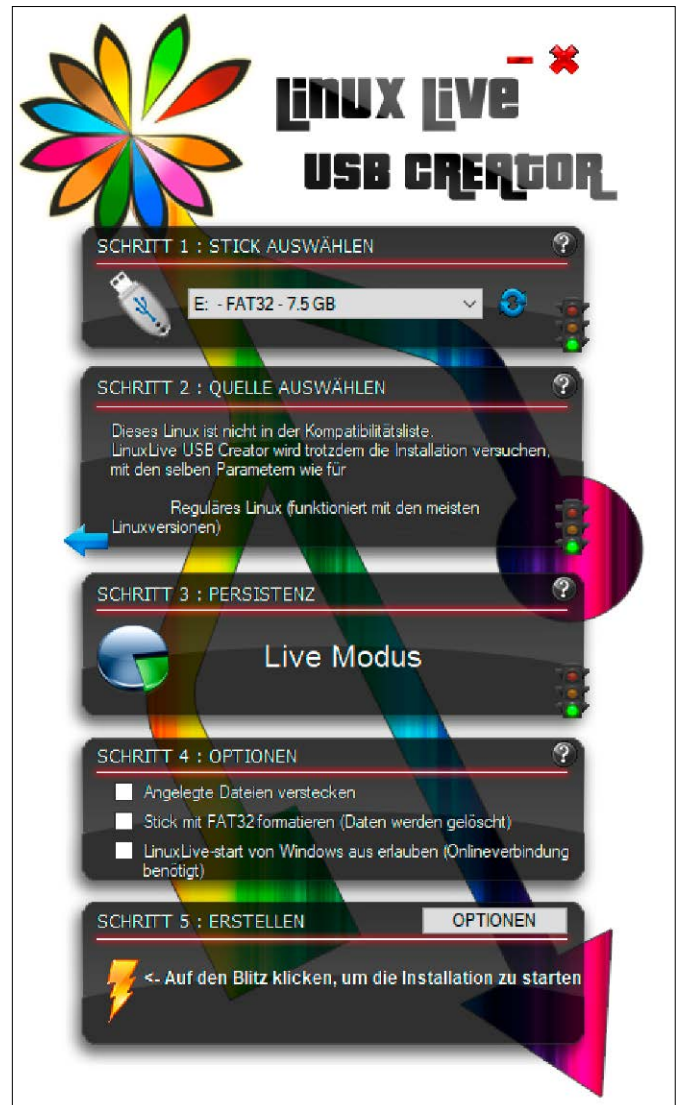 Linux Live
USB CREATOR
SCHRITT 1 : STICK AUSWÄHLEN
?
E: - FAT32 - 7.5 GB
SCHRITT 2 : QUELLE AUSWÄHLEN
?
Dieses Linux ist nicht in der Kompatibilitätsliste.
LinuxLive USB Creator wird trotzdem die Installation versuchen,
mit den selben Parametern wie für
Reguläres Linux (funktioniert mit den meisten
Linuxversionen)
SCHRITT 3 : PERSISTENZ
?
Live Modus
SCHRITT 4 : OPTIONEN
?
Angelegte Dateien verstecken
Stick mit FAT32 formatieren (Daten werden gelöscht)
LinuxLive-start von Windows aus erlauben (Onlineverbindung
benötigt)
SCHRITT 5 : ERSTELLEN
OPTIONEN
<- Auf den Blitz klicken, um die Installation zu starten